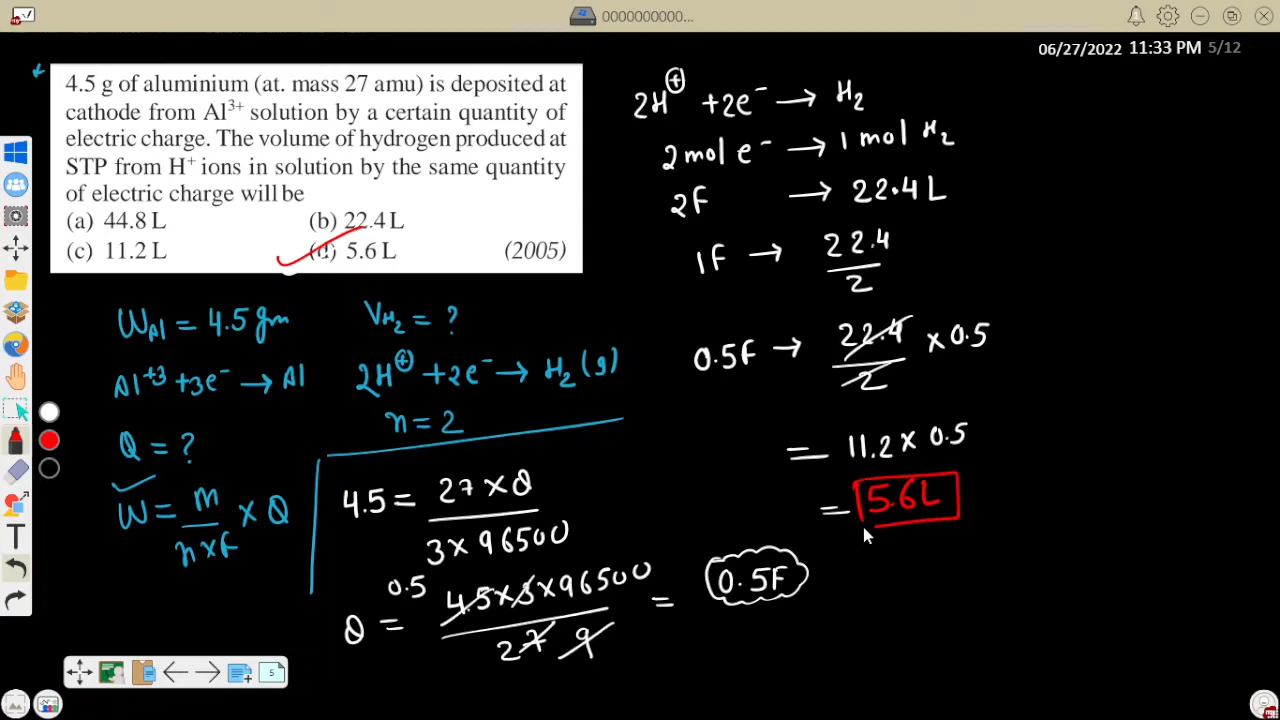 0000000000...
06/27/2022 11:33 PM 5/12
4.5 g of aluminium (at. mass 27 amu) is deposited at
cathode from Al³⁺ solution by a certain quantity of
electric charge. The volume of hydrogen produced at
STP from H⁺ ions in solution by the same quantity
of electric charge will be
(a) 44.8 L (b) 22.4 L
(c) 11.2 L (d) 5.6 L (2005)
W_Al = 4.5 gm
Al⁺³ + 3e⁻ → Al
Q = ?
W = m/(n×F) × Q
V_H₂ = ?
2H⁺ + 2e⁻ → H₂ (g)
n = 2
4.5 = (27 × Q)/(3 × 96500)
0.5
Q = (4.5×3×96500)/27 9 = 0.5F
2H⁺ + 2e⁻ → H₂
2 mol e⁻ → 1 mol H₂
2F → 22.4 L
1F → 22.4/2
0.5F → 22.4/2 × 0.5
= 11.2 × 0.5
= 5.6L
T
5